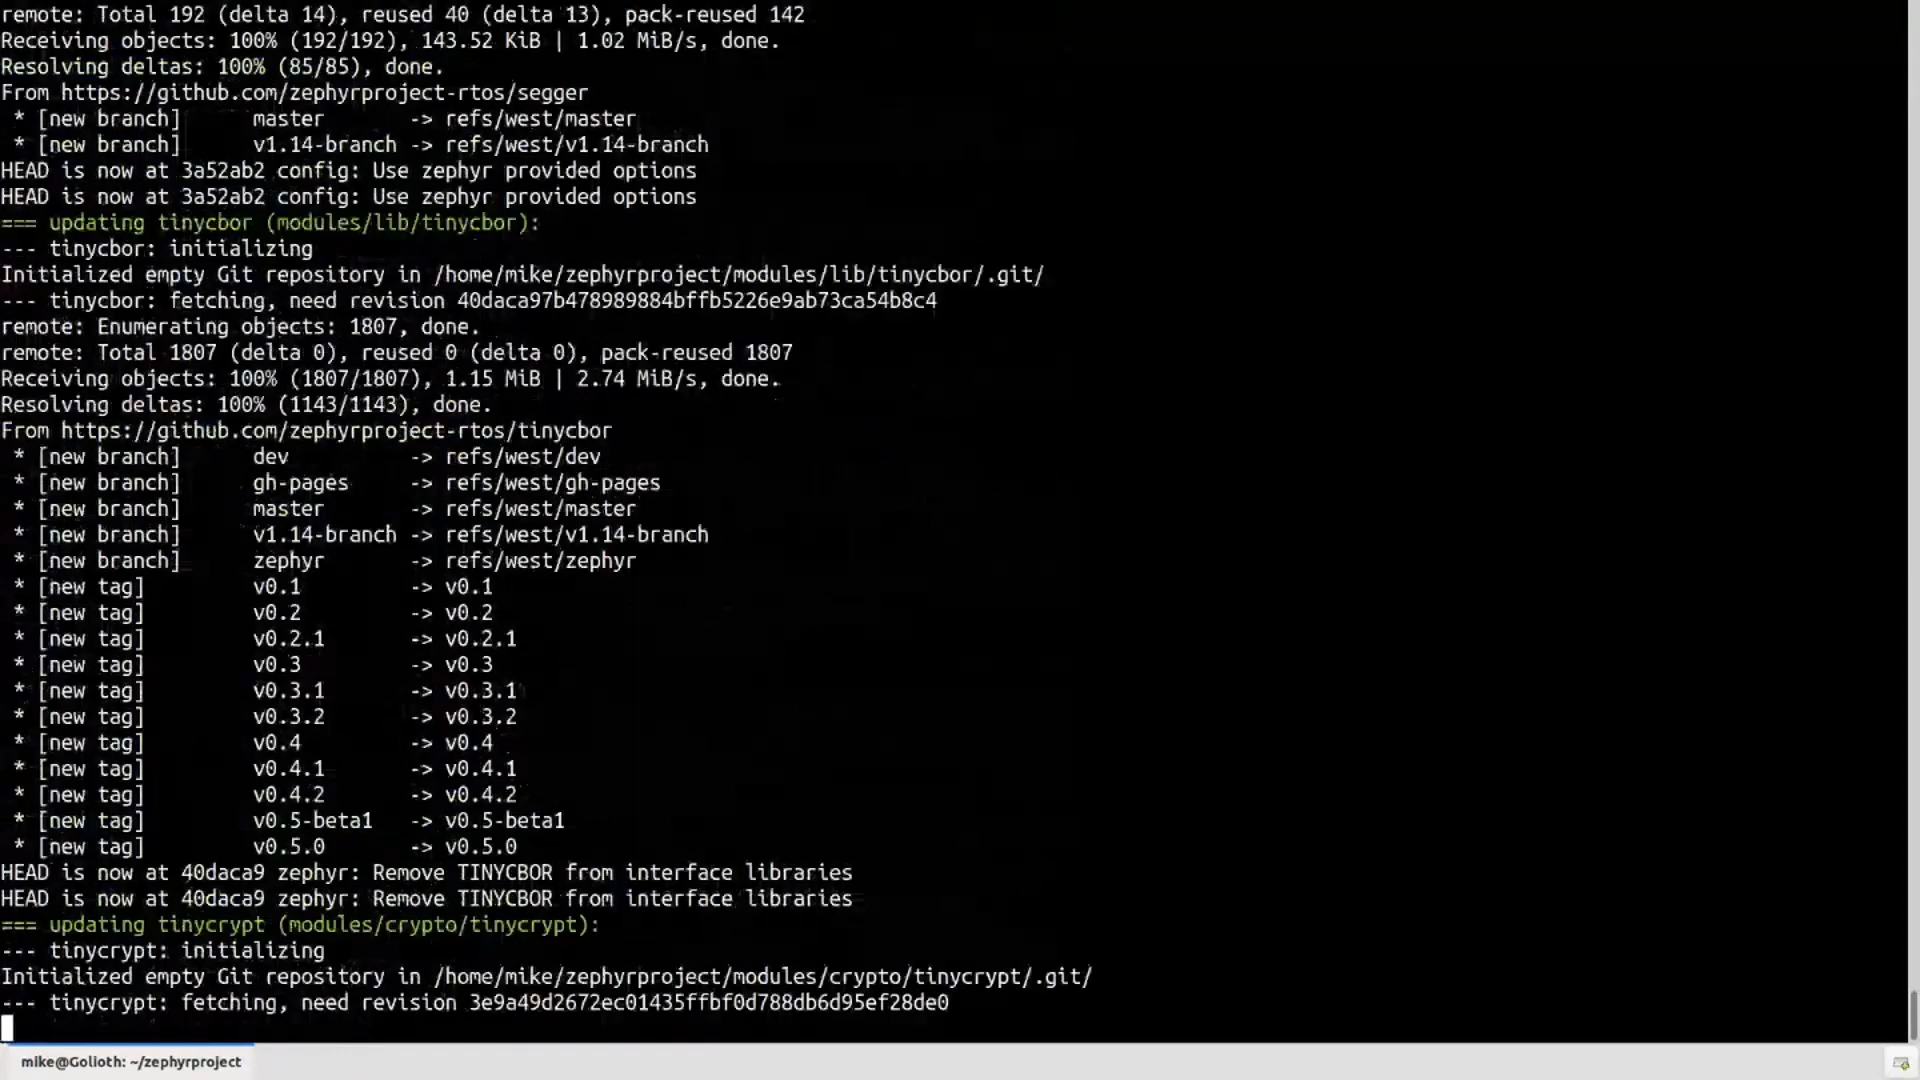 remote: Total 192 (delta 14), reused 40 (delta 13), pack-reused 142
Receiving objects: 100% (192/192), 143.52 KiB | 1.02 MiB/s, done.
Resolving deltas: 100% (85/85), done.
From https://github.com/zephyrproject-rtos/segger
 * [new branch]      master       -> refs/west/master
 * [new branch]      v1.14-branch -> refs/west/v1.14-branch
HEAD is now at 3a52ab2 config: Use zephyr provided options
HEAD is now at 3a52ab2 config: Use zephyr provided options
=== updating tinycbor (modules/lib/tinycbor):
--- tinycbor: initializing
Initialized empty Git repository in /home/mike/zephyrproject/modules/lib/tinycbor/.git/
--- tinycbor: fetching, need revision 40daca97b478989884bffb5226e9ab73ca54b8c4
remote: Enumerating objects: 1807, done.
remote: Total 1807 (delta 0), reused 0 (delta 0), pack-reused 1807
Receiving objects: 100% (1807/1807), 1.15 MiB | 2.74 MiB/s, done.
Resolving deltas: 100% (1143/1143), done.
From https://github.com/zephyrproject-rtos/tinycbor
 * [new branch]      dev          -> refs/west/dev
 * [new branch]      gh-pages     -> refs/west/gh-pages
 * [new branch]      master       -> refs/west/master
 * [new branch]      v1.14-branch -> refs/west/v1.14-branch
 * [new branch]      zephyr       -> refs/west/zephyr
 * [new tag]         v0.1         -> v0.1
 * [new tag]         v0.2         -> v0.2
 * [new tag]         v0.2.1       -> v0.2.1
 * [new tag]         v0.3         -> v0.3
 * [new tag]         v0.3.1       -> v0.3.1
 * [new tag]         v0.3.2       -> v0.3.2
 * [new tag]         v0.4         -> v0.4
 * [new tag]         v0.4.1       -> v0.4.1
 * [new tag]         v0.4.2       -> v0.4.2
 * [new tag]         v0.5-beta1   -> v0.5-beta1
 * [new tag]         v0.5.0       -> v0.5.0
HEAD is now at 40daca9 zephyr: Remove TINYCBOR from interface libraries
HEAD is now at 40daca9 zephyr: Remove TINYCBOR from interface libraries
=== updating tinycrypt (modules/crypto/tinycrypt):
--- tinycrypt: initializing
Initialized empty Git repository in /home/mike/zephyrproject/modules/crypto/tinycrypt/.git/
--- tinycrypt: fetching, need revision 3e9a49d2672ec01435ffbf0d788db6d95ef28de0
mike@Golioth: ~/zephyrproject